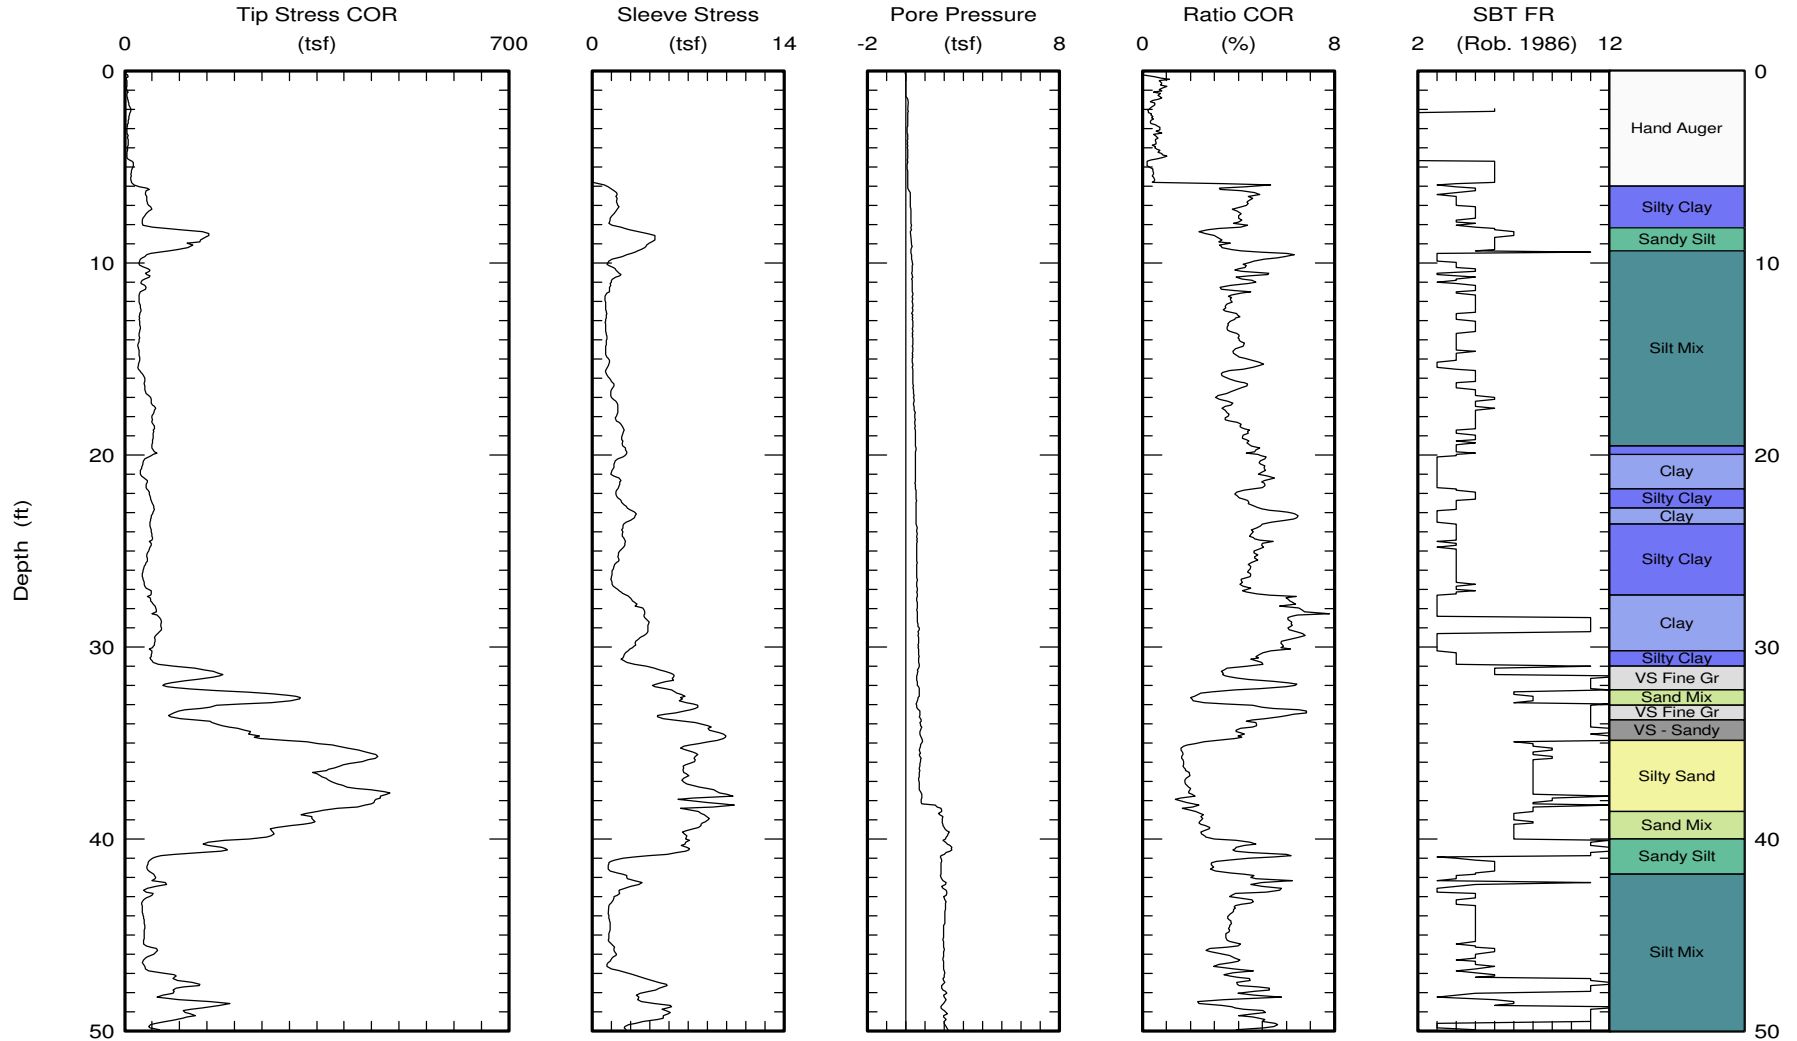 Tip Stress COR Sleeve Stress Pore Pressure Ratio COR SBT FR
0 (tsf) 700 0 (tsf) 14 -2 (tsf) 8 0 (%) 8 2 (Rob. 1986) 12
0 0
Hand Auger
Silty Clay
Sandy Silt
10 10
Silt Mix
20 20
Clay
Silty Clay
Clay
Depth (ft)
Silty Clay
Clay
30 30
Silty Clay
VS Fine Gr
Sand Mix
VS Fine Gr
VS - Sandy
Silty Sand
Sand Mix
40 40
Sandy Silt
Silt Mix
50 50